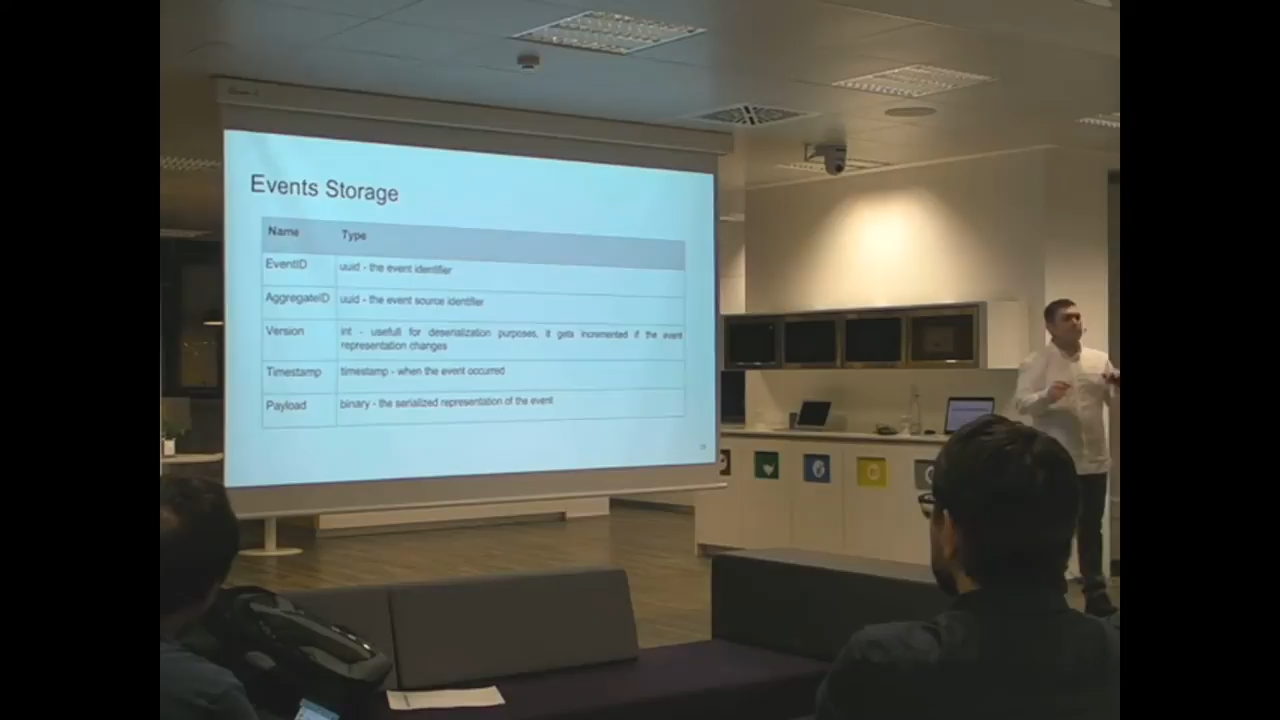 Events Storage
Name Type
EventID uuid - the event identifier
AggregateID uuid - the event source identifier
Version int - usefull for deserialization purposes, it gets incremented if the event
representation changes
Timestamp timestamp - when the event occurred
Payload binary - the serialized representation of the event